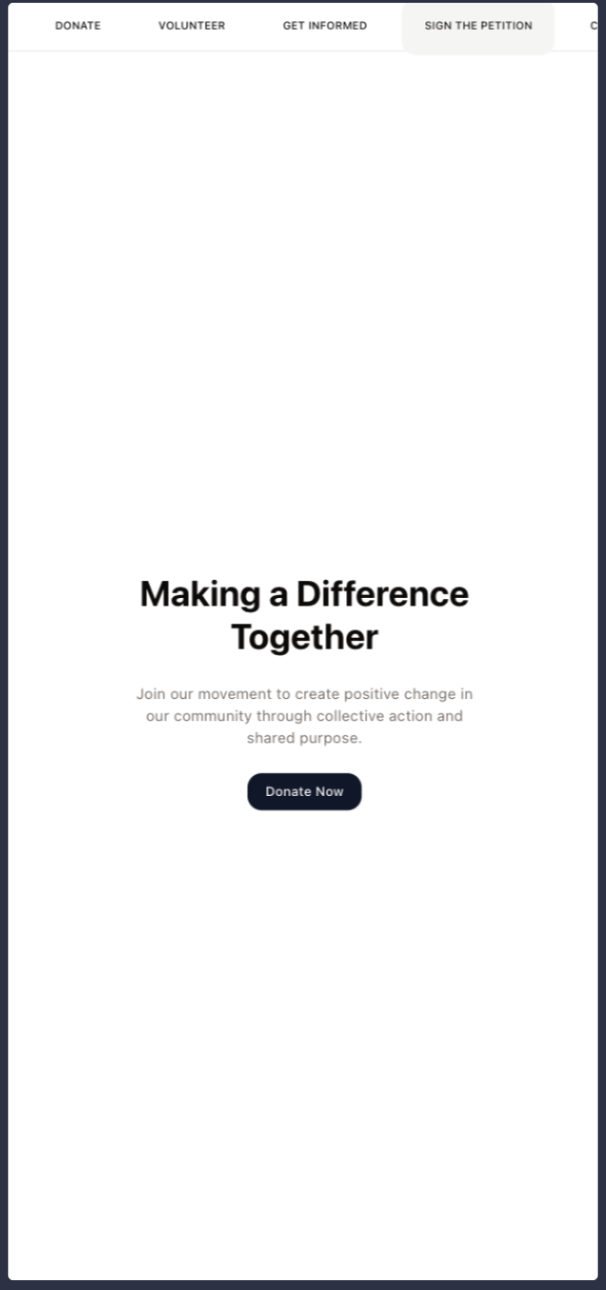 DONATE VOLUNTEER GET INFORMED SIGN THE PETITION
Making a Difference
Together
Join our movement to create positive change in
our community through collective action and
shared purpose.
Donate Now